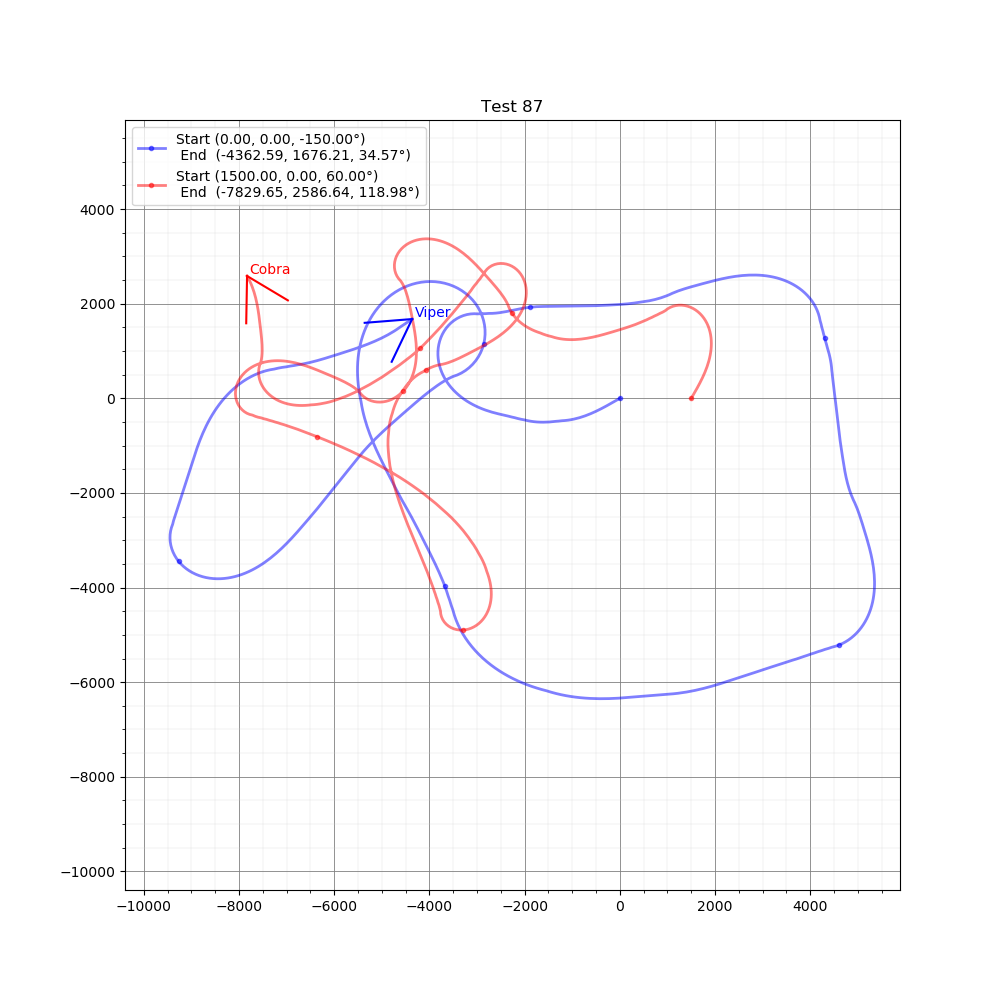 Test 87
Start (0.00, 0.00, -150.00°)
End  (-4362.59, 1676.21, 34.57°)
Start (1500.00, 0.00, 60.00°)
End  (-7829.65, 2586.64, 118.98°)
4000
2000
0
−2000
−4000
−6000
−8000
−10000
Cobra
Viper
−10000 −8000 −6000 −4000 −2000 0 2000 4000